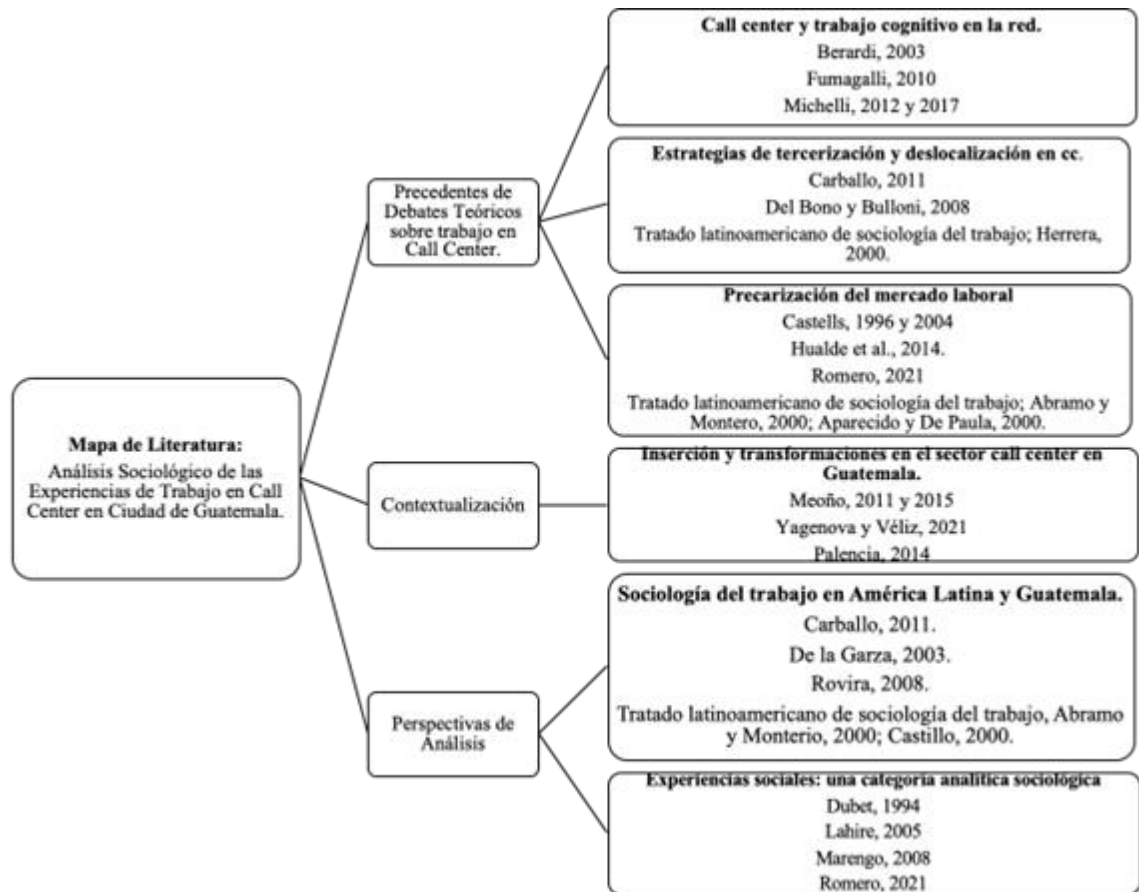 Mapa de Literatura:
Análisis Sociológico de las
Experiencias de Trabajo en Call
Center en Ciudad de Guatemala.
Precedentes de
Debates Teóricos
sobre trabajo en
Call Center.
Call center y trabajo cognitivo en la red.
Berardi, 2003
Fumagalli, 2010
Michelli, 2012 y 2017
Estrategias de tercerización y deslocalización en cc.
Carballo, 2011
Del Bono y Bulloni, 2008
Tratado latinoamericano de sociología del trabajo; Herrera,
2000.
Precarización del mercado laboral
Castells, 1996 y 2004
Hualde et al., 2014.
Romero, 2021
Tratado latinoamericano de sociología del trabajo; Abramo y
Montero, 2000; Aparecido y De Paula, 2000.
Contextualización
Inserción y transformaciones en el sector call center en
Guatemala.
Meoño, 2011 y 2015
Yagenova y Véliz, 2021
Palencia, 2014
Perspectivas de
Análisis
Sociología del trabajo en América Latina y Guatemala.
Carballo, 2011.
De la Garza, 2003.
Rovira, 2008.
Tratado latinoamericano de sociología del trabajo, Abramo
y Monterio, 2000; Castillo, 2000.
Experiencias sociales: una categoría analítica sociológica
Dubet, 1994
Lahire, 2005
Marengo, 2008
Romero, 2021